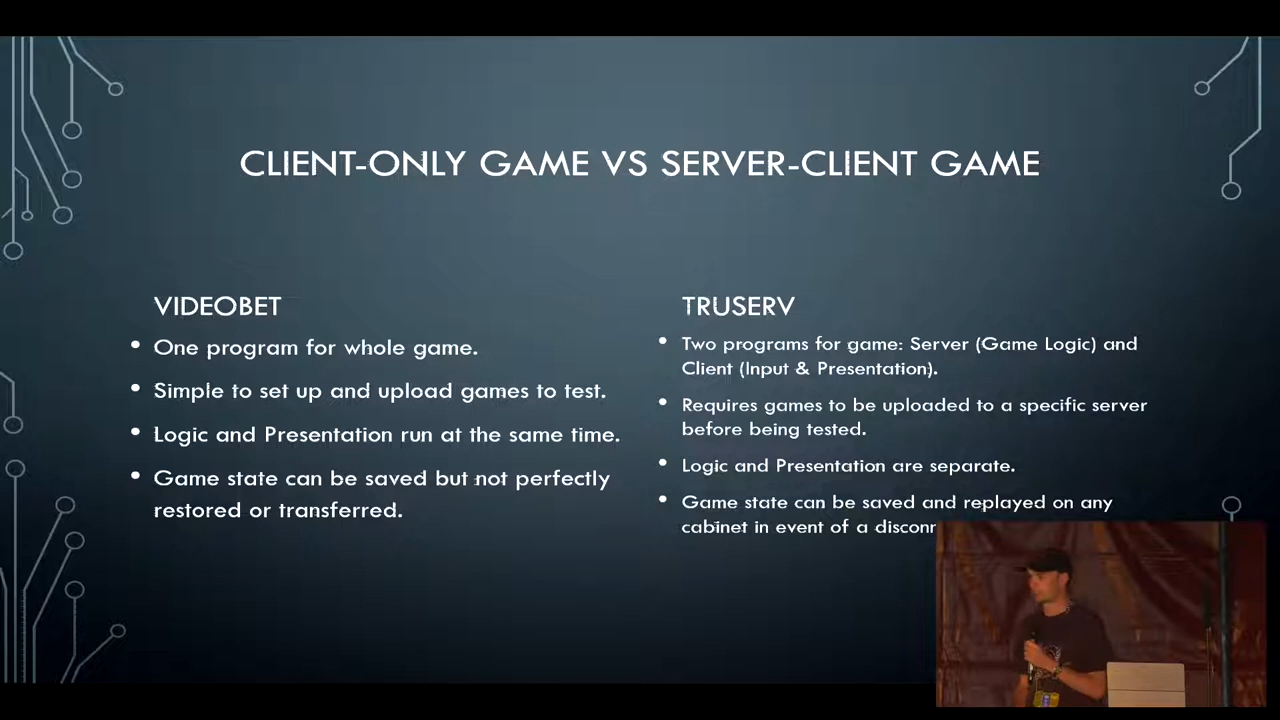 CLIENT-ONLY GAME VS SERVER-CLIENT GAME
VIDEOBET
• One program for whole game.
• Simple to set up and upload games to test.
• Logic and Presentation run at the same time.
• Game state can be saved but not perfectly
restored or transferred.
TRUSERV
• Two programs for game: Server (Game Logic) and
Client (Input & Presentation).
• Requires games to be uploaded to a specific server
before being tested.
• Logic and Presentation are separate.
• Game state can be saved and replayed on any
cabinet in event of a